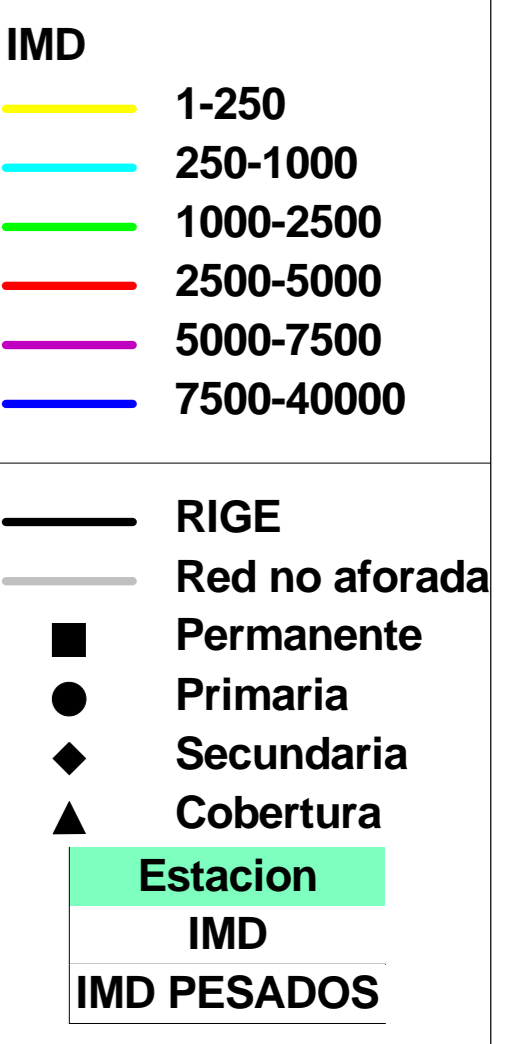 IMD
1-250
250-1000
1000-2500
2500-5000
5000-7500
7500-40000
RIGE
Red no aforada
Permanente
Primaria
Secundaria
Cobertura
Estacion
IMD
IMD PESADOS